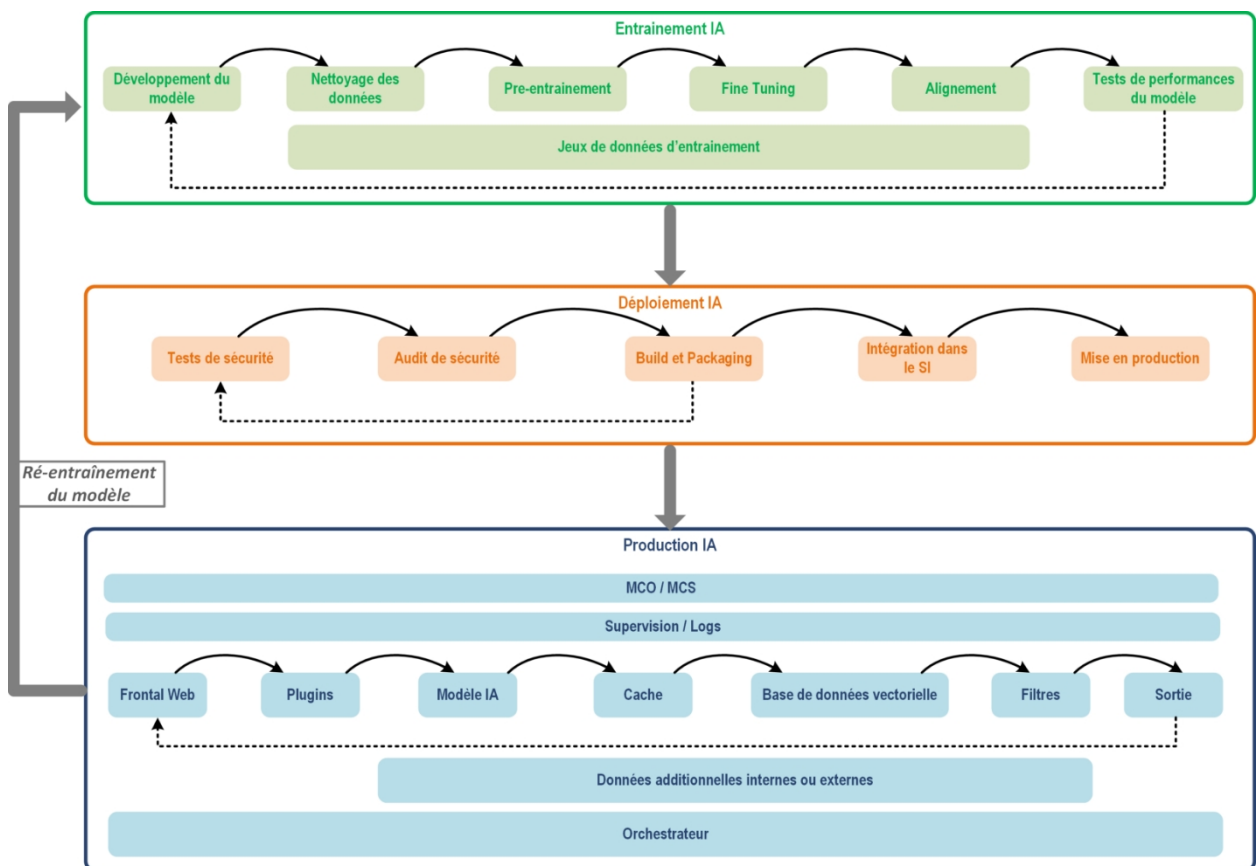 Entrainement IA
Développement du
modèle
Nettoyage des
données
Pre-entrainement
Fine Tuning
Alignement
Tests de performances
du modèle
Jeux de données d'entrainement
Déploiement IA
Tests de sécurité
Audit de sécurité
Build et Packaging
Intégration dans
le SI
Mise en production
Ré-entraînement
du modèle
Production IA
MCO / MCS
Supervision / Logs
Frontal Web
Plugins
Modèle IA
Cache
Base de données vectorielle
Filtres
Sortie
Données additionnelles internes ou externes
Orchestrateur